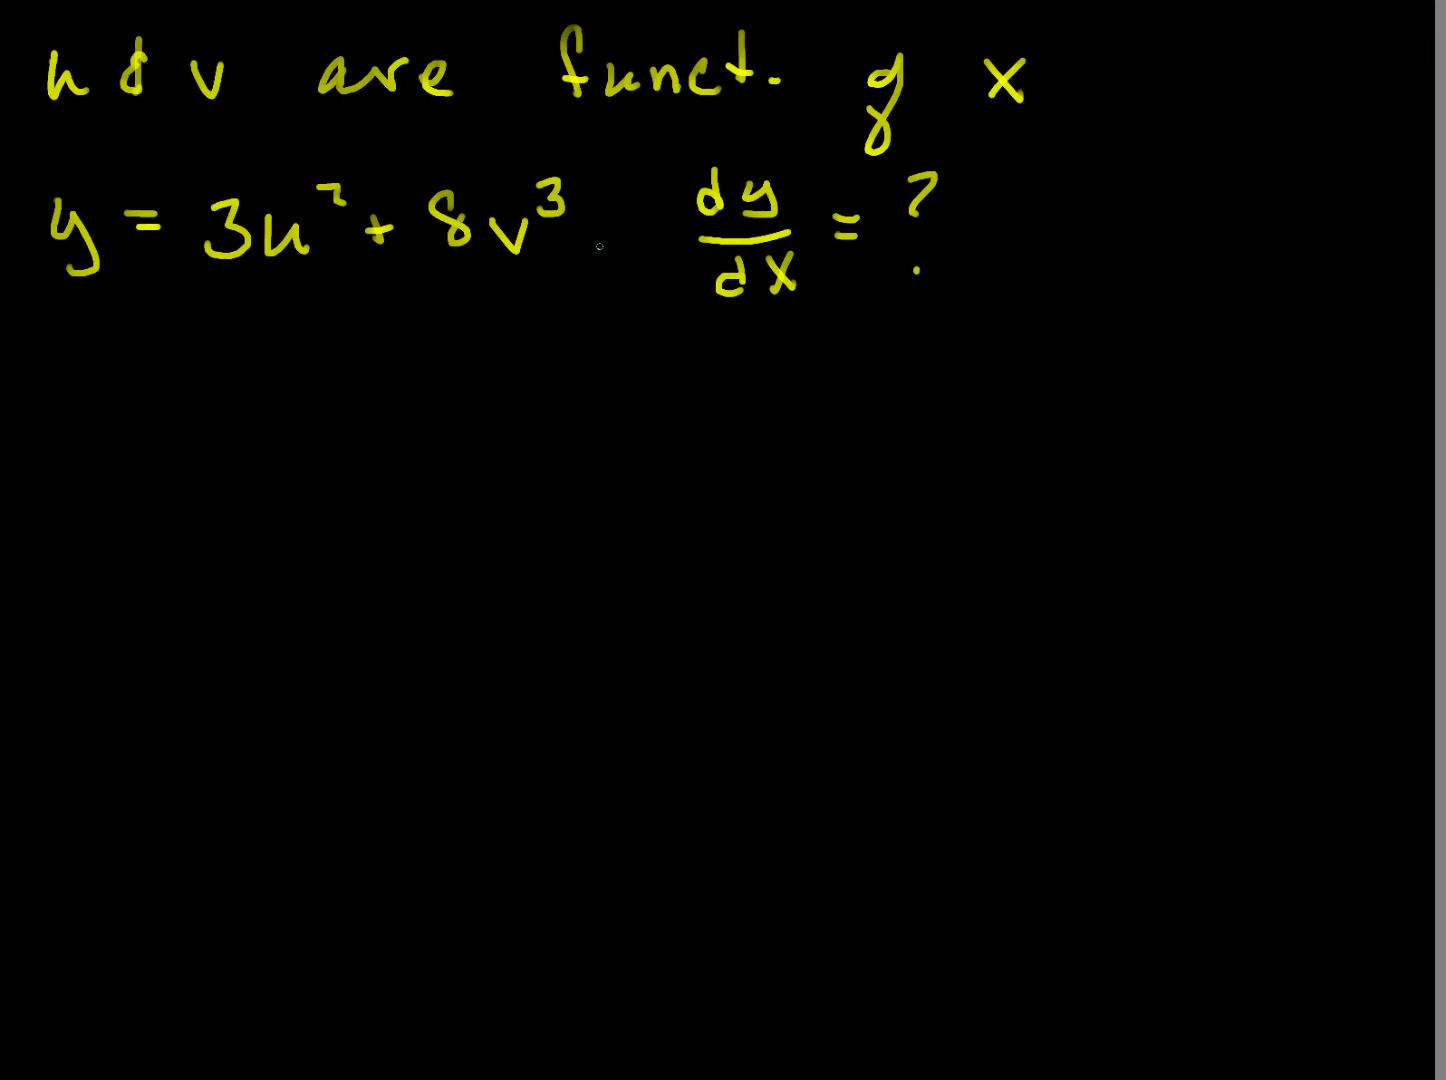 u & v are funct. of x
y = 3u² + 8v³. dy/dx = ?